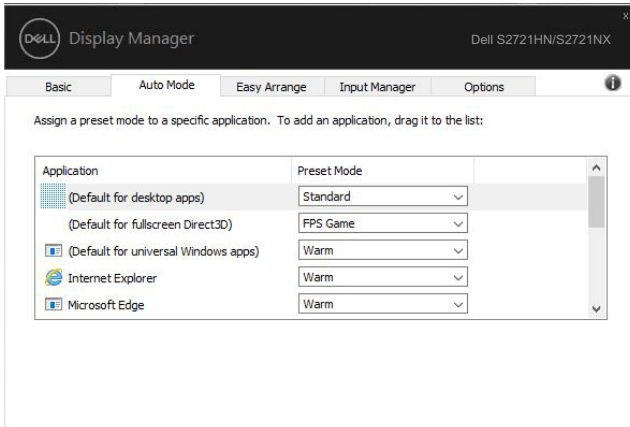 DELL Display Manager Dell S2721HN/S2721NX x
Basic Auto Mode Easy Arrange Input Manager Options i
Assign a preset mode to a specific application. To add an application, drag it to the list:
Application Preset Mode
(Default for desktop apps) Standard
(Default for fullscreen Direct3D) FPS Game
(Default for universal Windows apps) Warm
Internet Explorer Warm
Microsoft Edge Warm